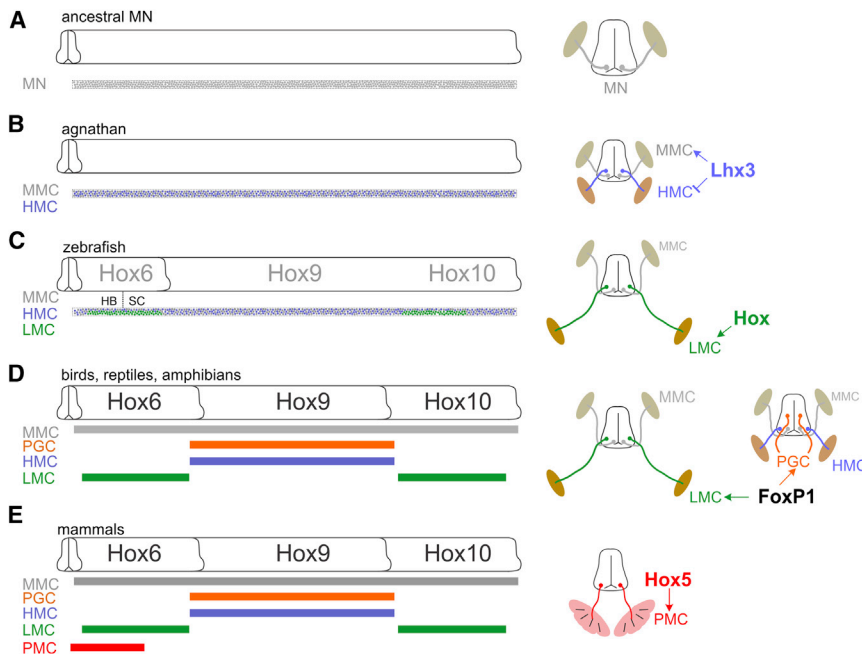 A
ancestral MN
MN
MN
B
agnathan
MMC
HMC
MMC
HMC
Lhx3
C
zebrafish
Hox6 Hox9 Hox10
MMC
HB SC
HMC
LMC
MMC
Hox
LMC
D
birds, reptiles, amphibians
Hox6 Hox9 Hox10
MMC
PGC
HMC
LMC
MMC
LMC
MMC
HMC
PGC
FoxP1
E
mammals
Hox6 Hox9 Hox10
MMC
PGC
HMC
LMC
PMC
Hox5
PMC